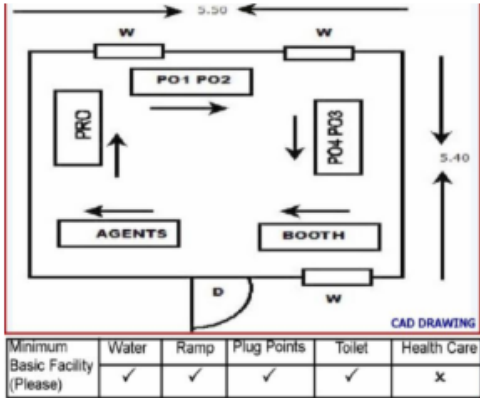 5.50
W W
PO1 PO2
PRO
PO4 PO3
5.40
AGENTS
BOOTH
D
W
CAD DRAWING
Minimum Basic Facility (Please) Water Ramp Plug Points Toilet Health Care
✓ ✓ ✓ ✓ x